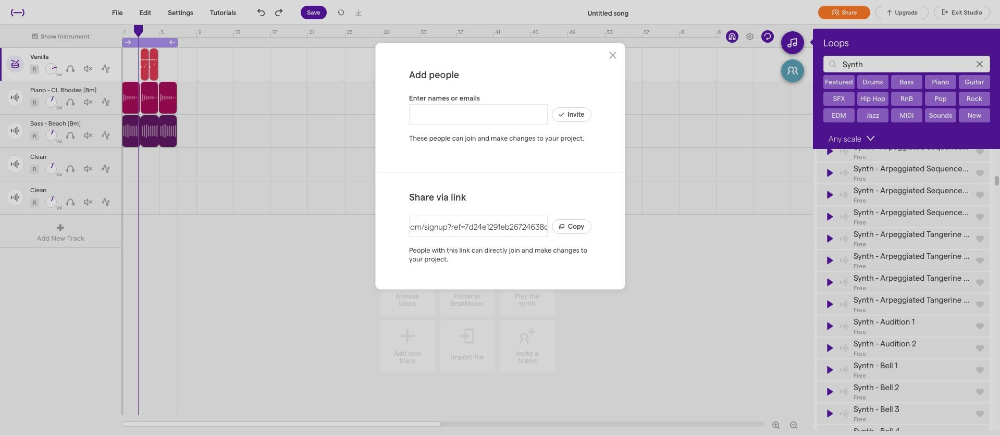 File Edit Settings Tutorials Save Untitled song Share Upgrade Exit Studio
Show Instrument
1 5 9 13 17 21 25 29 33 37 41 45 49 53 57 61
Vanilla
R Vol
Piano - CL Rhodes [Bm]
R Vol
Bass - Beach [Bm]
R Vol
Clean
R Vol
Clean
R Vol
Add New Track
Add people
Enter names or emails
Invite
These people can join and make changes to your project.
Share via link
om/signup?ref=7d24e1291eb26724638c
Copy
People with this link can directly join and make changes to
your project.
Browse
loops
Patterns
BeatMaker
Play the
synth
Add new
track
Import file
Invite a
friend
Loops
Synth
Featured Drums Bass Piano Guitar
SFX Hip Hop RnB Pop Rock
EDM Jazz MIDI Sounds New
Any scale
Synth - Arpeggiated Sequence...
Free
Synth - Arpeggiated Sequence...
Free
Synth - Arpeggiated Sequence...
Free
Synth - Arpeggiated Sequence...
Free
Synth - Arpeggiated Tangerine ...
Free
Synth - Arpeggiated Tangerine ...
Free
Synth - Arpeggiated Tangerine ...
Free
Synth - Arpeggiated Tangerine ...
Free
Synth - Audition 1
Free
Synth - Audition 2
Free
Synth - Bell 1
Free
Synth - Bell 2
Free
Synth - Bell 3
Free
Synth - Bell 4